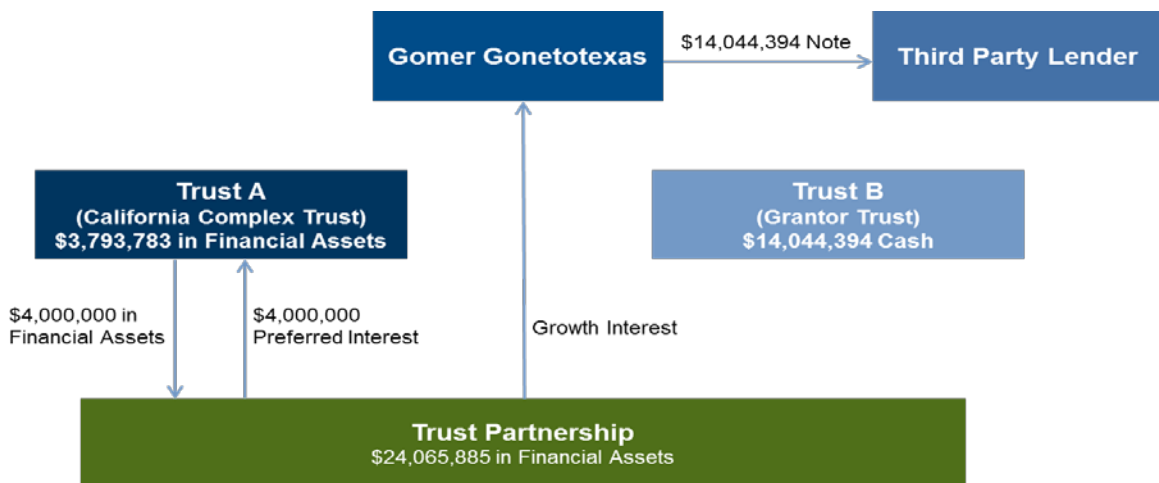 Gomer Gonetotexas
$14,044,394 Note
Third Party Lender
Trust A
(California Complex Trust)
$3,793,783 in Financial Assets
Trust B
(Grantor Trust)
$14,044,394 Cash
$4,000,000 in
Financial Assets
$4,000,000
Preferred Interest
Growth Interest
Trust Partnership
$24,065,885 in Financial Assets